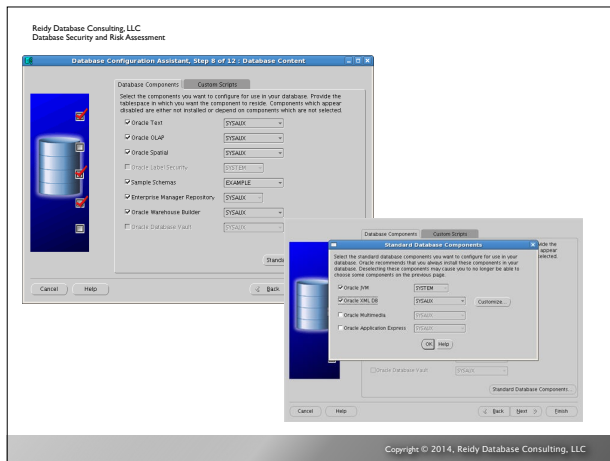 Reidy Database Consulting, LLC
Database Security and Risk Assessment
Database Configuration Assistant, Step 8 of 12 : Database Content
Database Components
Custom Scripts
Select the components you want to configure for use in your database. Provide the
tablespace in which you want the component to reside. Components which appear
disabled are either not installed or depend on components which are not selected.
Oracle Text SYSAUX
Oracle OLAP SYSAUX
Oracle Spatial SYSAUX
Oracle Label Security SYSTEM
Sample Schemas EXAMPLE
Enterprise Manager Repository SYSAUX
Oracle Warehouse Builder SYSAUX
Oracle Database Vault SYSAUX
Standa
Cancel Help Back
Database Components Custom Scripts
vide the
appear
elected.
Standard Database Components
Select the standard database components you want to configure for use in your
database. Oracle recommends that you always install these components in your
database. Deselecting these components may cause you to no longer be able to
choose some components on the previous page.
Oracle JVM SYSTEM
Oracle XML DB SYSAUX Customize...
Oracle Multimedia SYSAUX
Oracle Application Express SYSAUX
OK Help
Oracle Database Vault SYSAUX
Standard Database Components...
Cancel Help Back Next Finish
Copyright © 2014, Reidy Database Consulting, LLC